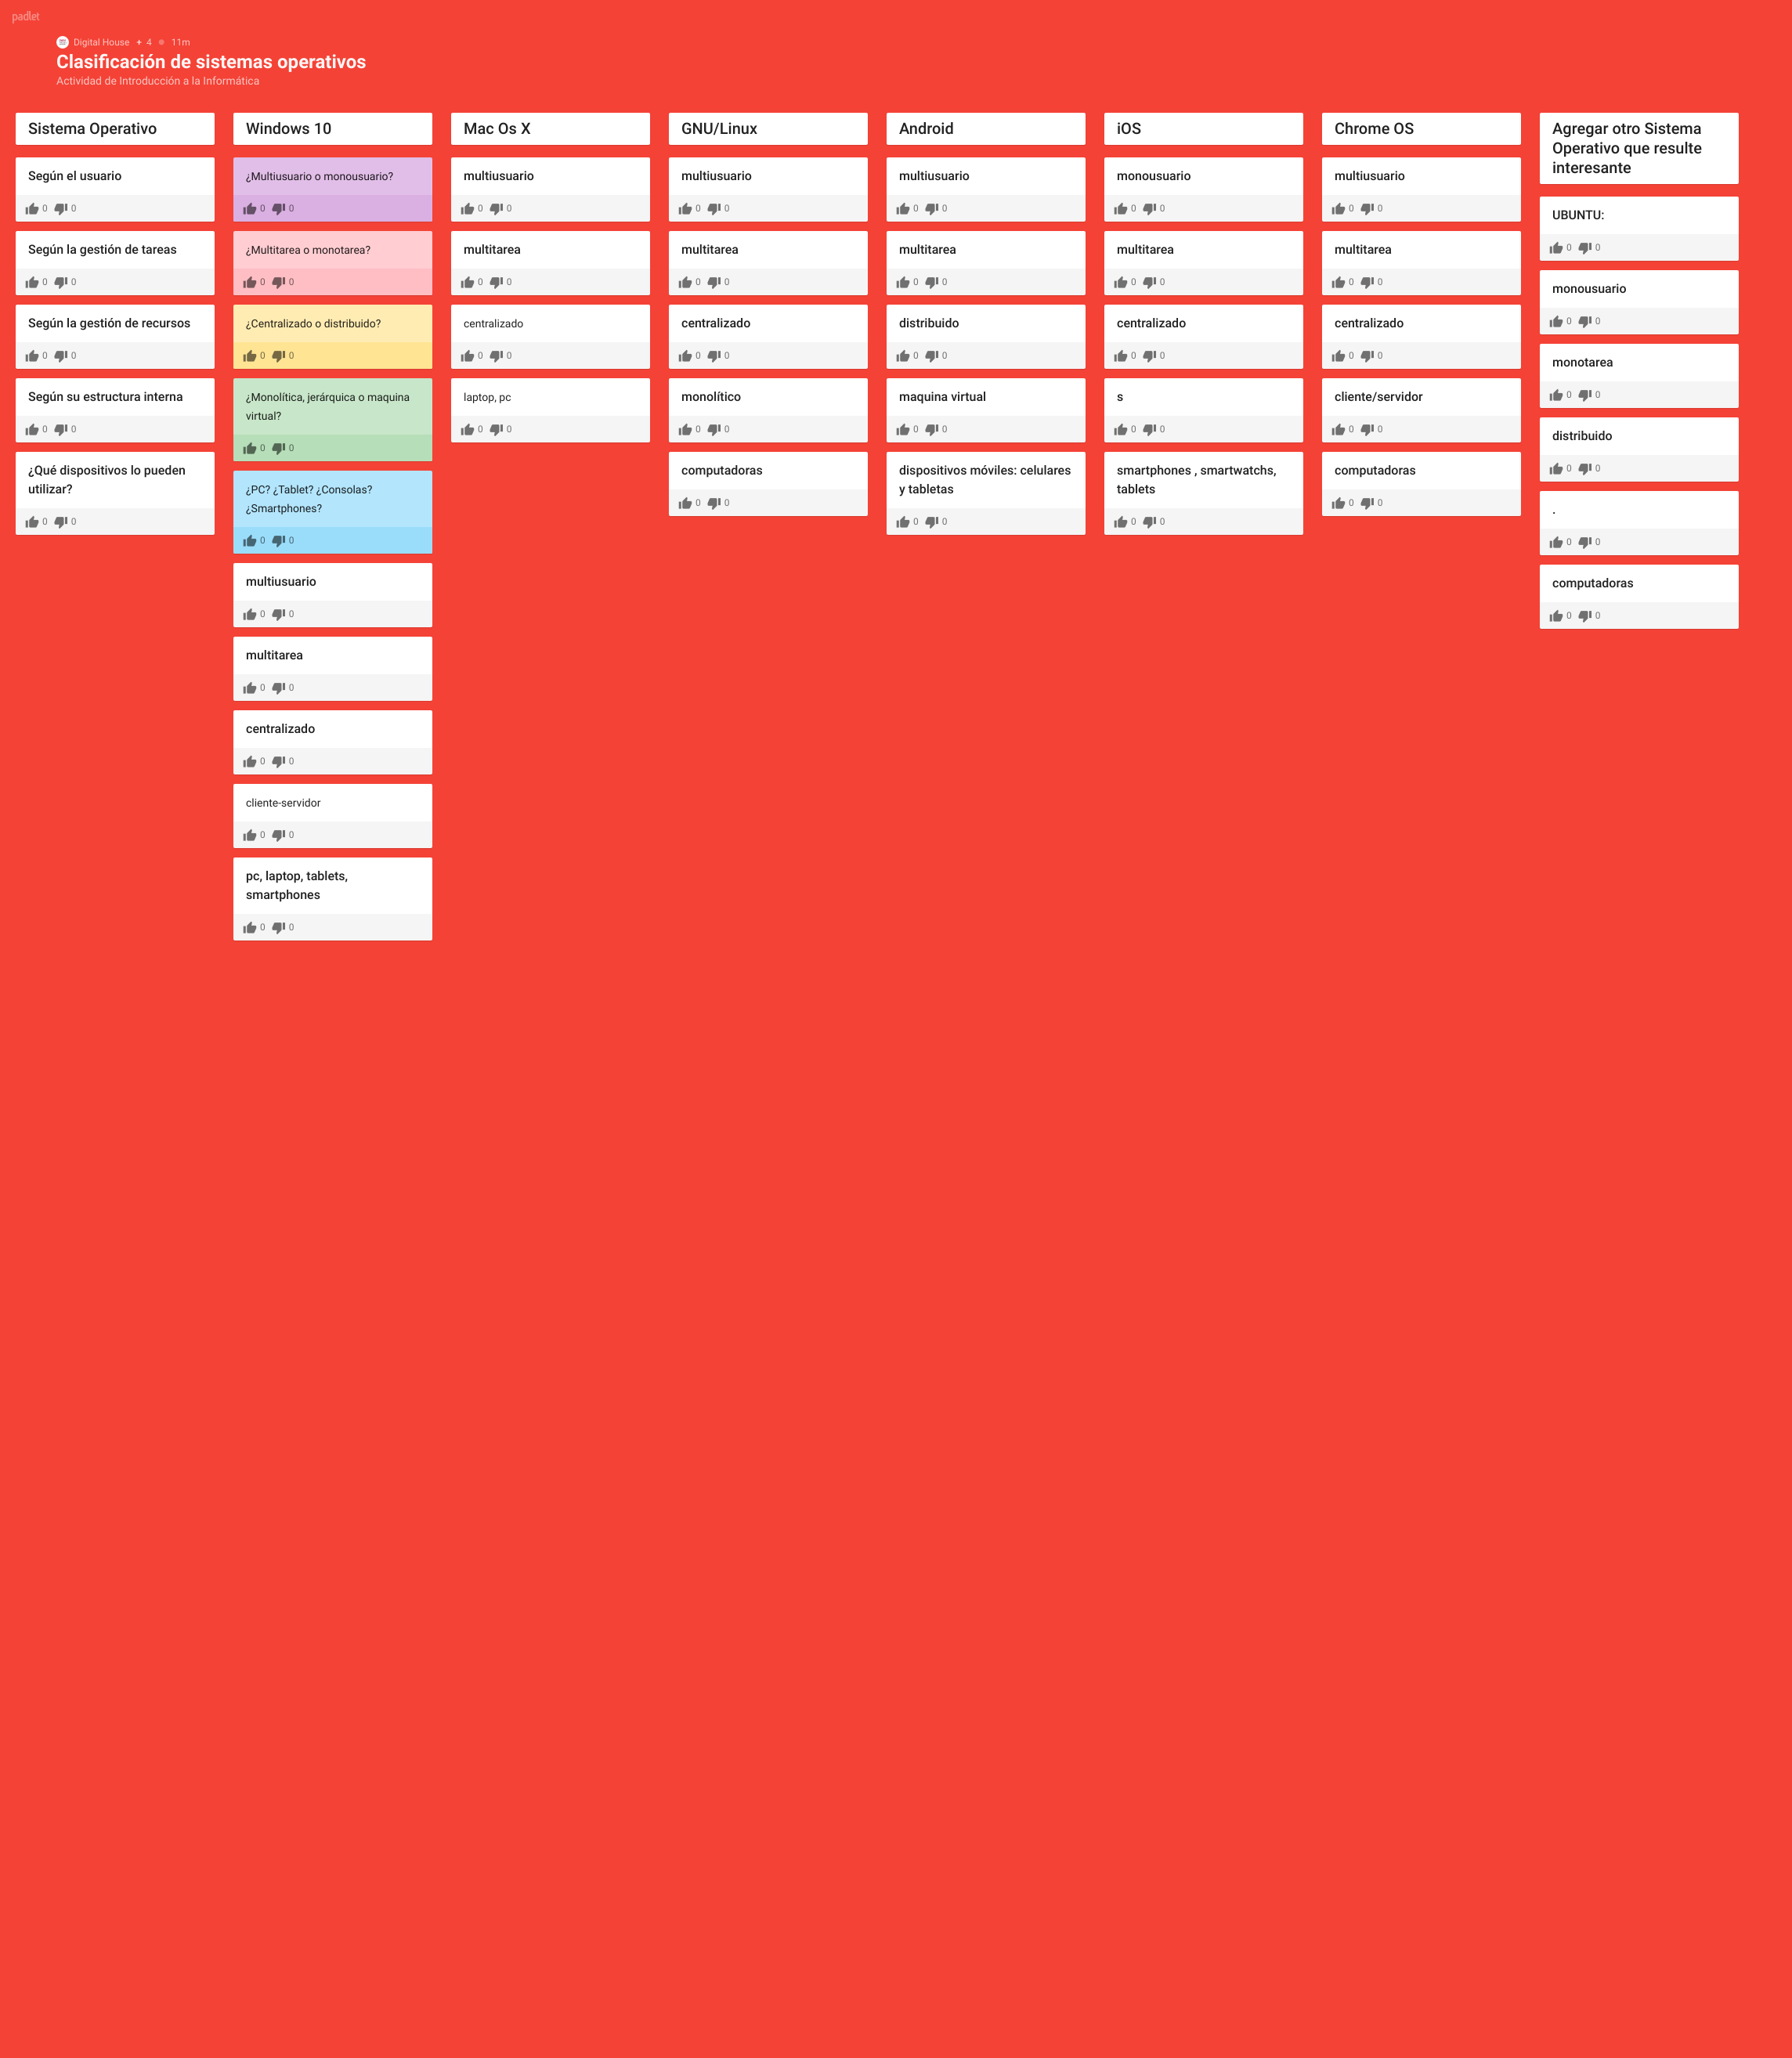 padlet
Digital House + 4 11m
Clasificación de sistemas operativos
Actividad de Introducción a la Informática
Sistema Operativo
Según el usuario
0 0
Según la gestión de tareas
0 0
Según la gestión de recursos
0 0
Según su estructura interna
0 0
¿Qué dispositivos lo pueden
utilizar?
0 0
Windows 10
¿Multiusuario o monousuario?
0 0
¿Multitarea o monotarea?
0 0
¿Centralizado o distribuido?
0 0
¿Monolítica, jerárquica o maquina
virtual?
0 0
¿PC? ¿Tablet? ¿Consolas?
¿Smartphones?
0 0
multiusuario
0 0
multitarea
0 0
centralizado
0 0
cliente-servidor
0 0
pc, laptop, tablets,
smartphones
0 0
Mac Os X
multiusuario
0 0
multitarea
0 0
centralizado
0 0
laptop, pc
0 0
GNU/Linux
multiusuario
0 0
multitarea
0 0
centralizado
0 0
monolítico
0 0
computadoras
0 0
Android
multiusuario
0 0
multitarea
0 0
distribuido
0 0
maquina virtual
0 0
dispositivos móviles: celulares
y tabletas
0 0
iOS
monousuario
0 0
multitarea
0 0
centralizado
0 0
s
0 0
smartphones , smartwatchs,
tablets
0 0
Chrome OS
multiusuario
0 0
multitarea
0 0
centralizado
0 0
cliente/servidor
0 0
computadoras
0 0
Agregar otro Sistema
Operativo que resulte
interesante
UBUNTU:
0 0
monousuario
0 0
monotarea
0 0
distribuido
0 0
.
0 0
computadoras
0 0